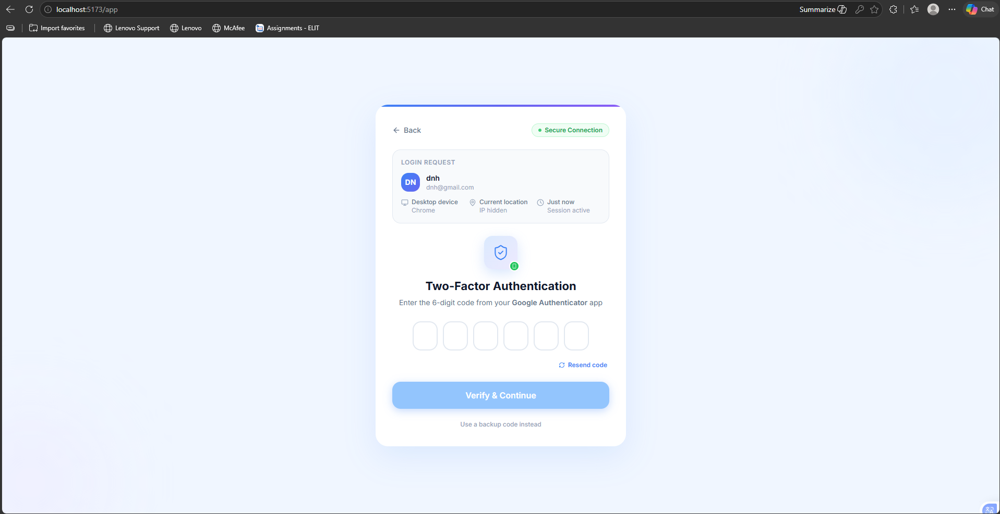 localhost:5173/app
Summarize
Chat
Import favorites
Lenovo Support
Lenovo
McAfee
Assignments - ELIT
Back
Secure Connection
LOGIN REQUEST
DN
dnh
dnh@gmail.com
Desktop device
Chrome
Current location
IP hidden
Just now
Session active
Two-Factor Authentication
Enter the 6-digit code from your Google Authenticator app
Resend code
Verify & Continue
Use a backup code instead